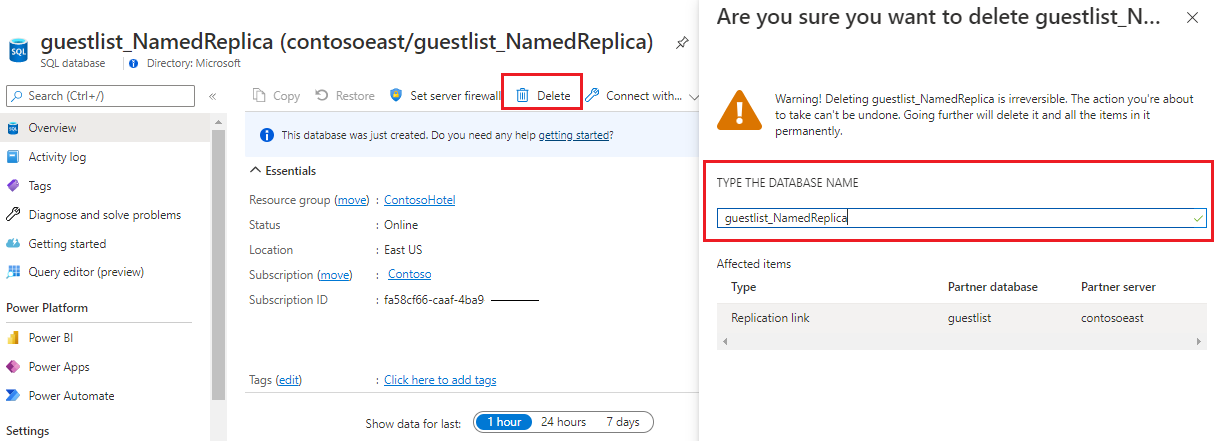 guestlist_NamedReplica (contosoeast/guestlist_NamedReplica)
SQL
SQL database
Directory: Microsoft
Search (Ctrl+/)
«
Overview
Activity log
Tags
Diagnose and solve problems
Getting started
Query editor (preview)
Power Platform
Power BI
Power Apps
Power Automate
Settings
Copy
Restore
Set server firewall
Delete
Connect with...
This database was just created. Do you need any help getting started?
Essentials
Resource group (move) : ContosoHotel
Status : Online
Location : East US
Subscription (move) : Contoso
Subscription ID : fa58cf66-caaf-4ba9
Tags (edit) : Click here to add tags
Show data for last: 1 hour 24 hours 7 days
Are you sure you want to delete guestlist_N...
Warning! Deleting guestlist_NamedReplica is irreversible. The action you're about
to take can't be undone. Going further will delete it and all the items in it
permanently.
TYPE THE DATABASE NAME
guestlist_NamedReplica
Affected items
Type Partner database Partner server
Replication link guestlist contosoeast